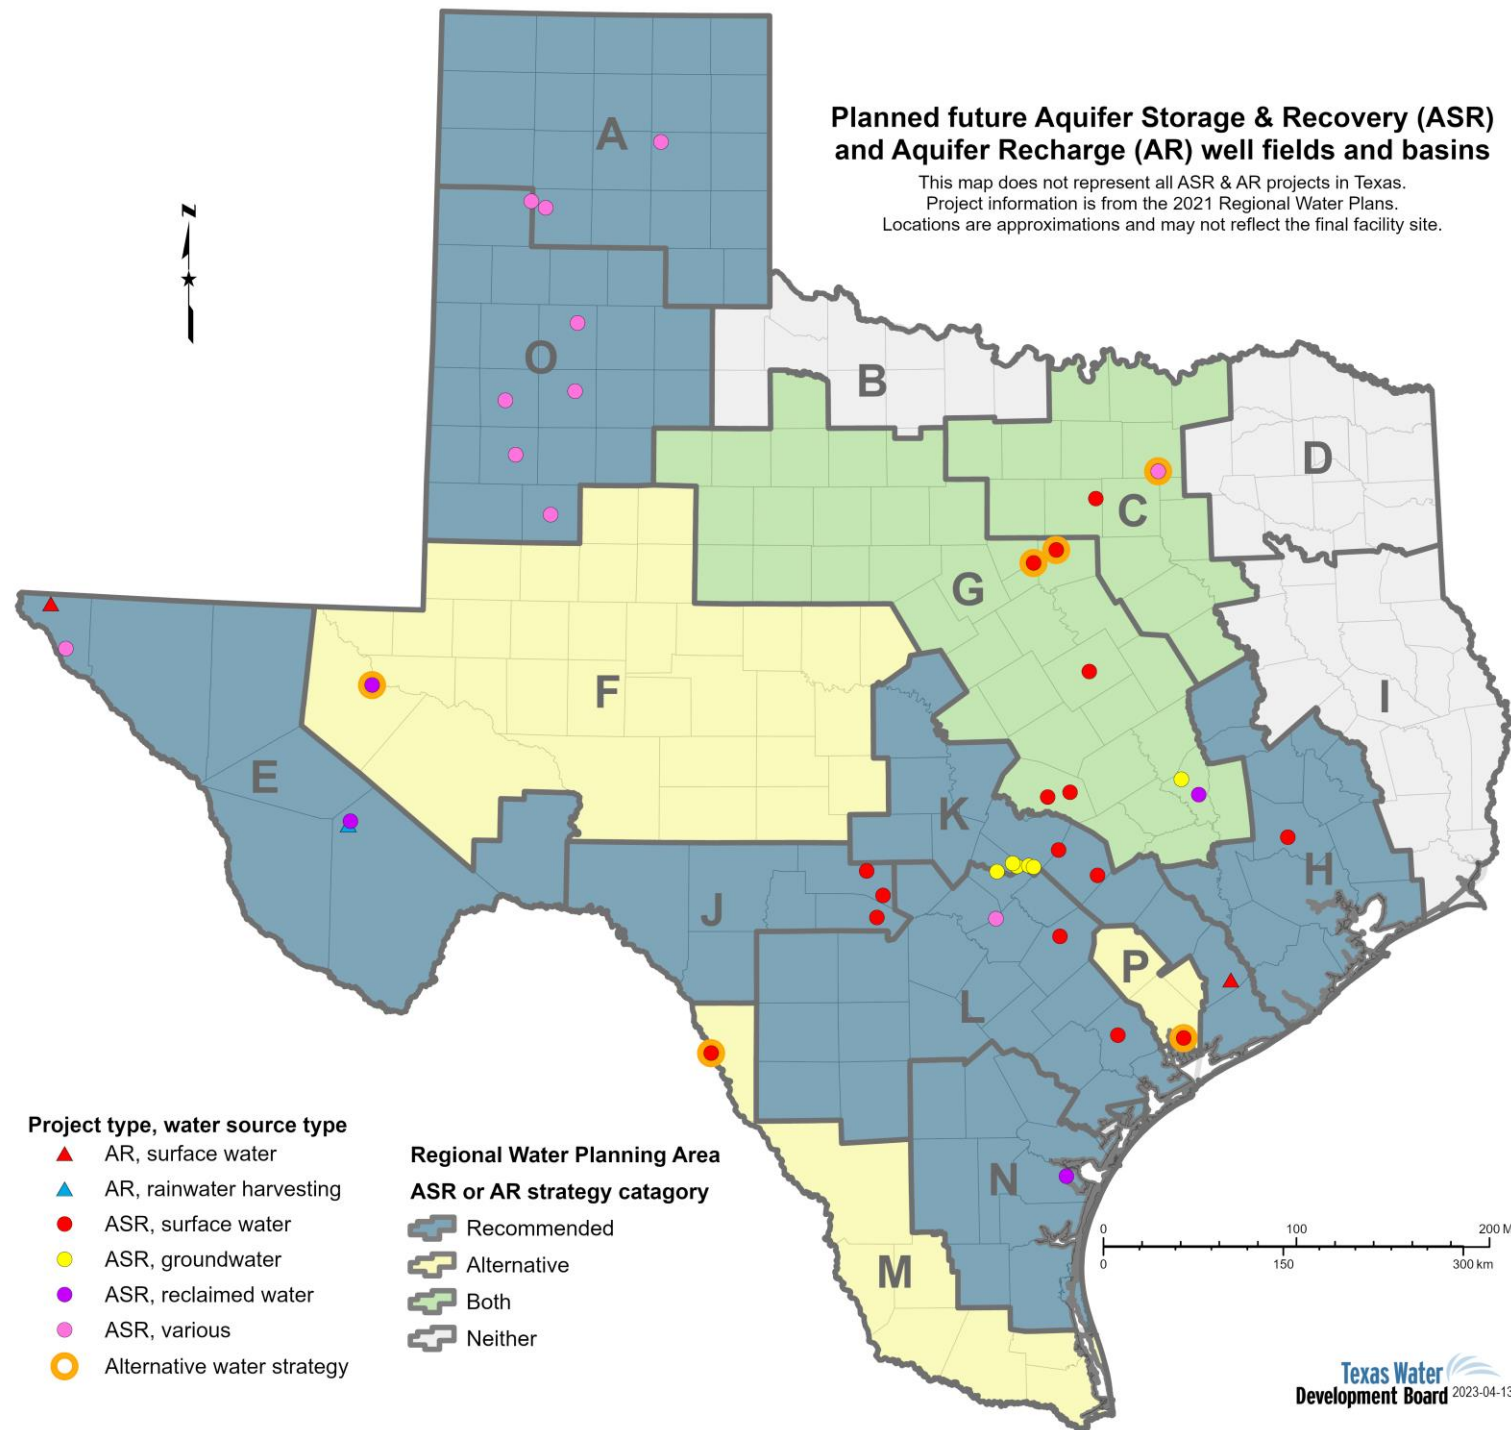 Planned future Aquifer Storage & Recovery (ASR)
and Aquifer Recharge (AR) well fields and basins
This map does not represent all ASR & AR projects in Texas.
Project information is from the 2021 Regional Water Plans.
Locations are approximations and may not reflect the final facility site.
N
A
O
B
D
C
G
F
I
E
K
H
J
P
L
N
M
Project type, water source type
AR, surface water
AR, rainwater harvesting
ASR, surface water
ASR, groundwater
ASR, reclaimed water
ASR, various
Alternative water strategy
Regional Water Planning Area
ASR or AR strategy catagory
Recommended
Alternative
Both
Neither
0 100 200 M
0 150 300 km
Texas Water
Development Board 2023-04-13